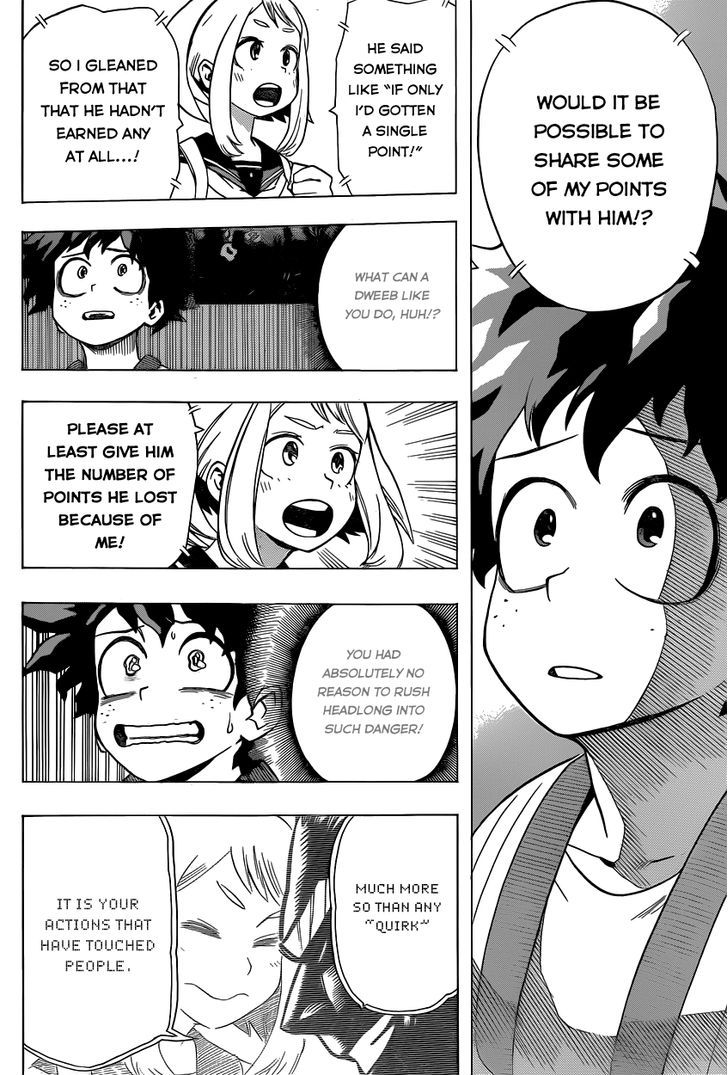 WOULD IT BE
POSSIBLE TO
SHARE SOME
OF MY POINTS
WITH HIM!?
HE SAID
SOMETHING
LIKE "IF ONLY
I'D GOTTEN
A SINGLE
POINT!"
SO I GLEANED
FROM THAT
THAT HE HADN'T
EARNED ANY
AT ALL...!
WHAT CAN A
DWEEB LIKE
YOU DO, HUH!?
PLEASE AT
LEAST GIVE HIM
THE NUMBER OF
POINTS HE LOST
BECAUSE OF
ME!
YOU HAD
ABSOLUTELY NO
REASON TO RUSH
HEADLONG INTO
SUCH DANGER!
MUCH MORE
SO THAN ANY
"QUIRK"
IT IS YOUR
ACTIONS THAT
HAVE TOUCHED
PEOPLE.